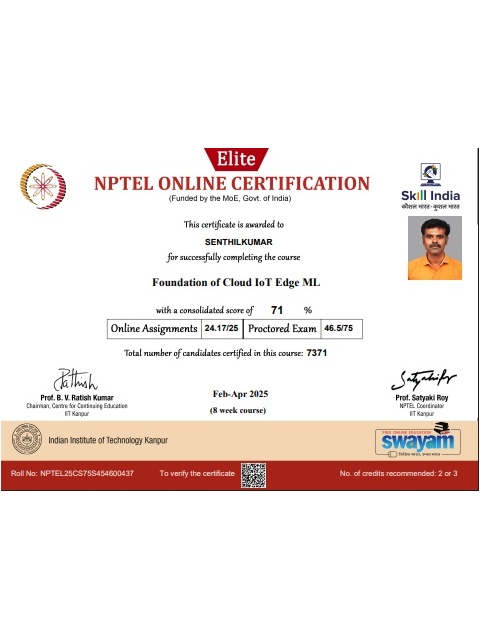 Elite
NPTEL ONLINE CERTIFICATION
(Funded by the MoE, Govt. of India)
Skill India
कौशल भारत - कुशल भारत
This certificate is awarded to
SENTHILKUMAR
for successfully completing the course
Foundation of Cloud IoT Edge ML
with a consolidated score of 71 %
Online Assignments 24.17/25 Proctored Exam 46.5/75
Total number of candidates certified in this course: 7371
Prof. B. V. Ratish Kumar
Chairman, Centre for Continuing Education
IIT Kanpur
Feb-Apr 2025
(8 week course)
Prof. Satyaki Roy
NPTEL Coordinator
IIT Kanpur
Indian Institute of Technology Kanpur
FREE ONLINE EDUCATION
swayam
Roll No: NPTEL25CS75S454600437 To verify the certificate No. of credits recommended: 2 or 3